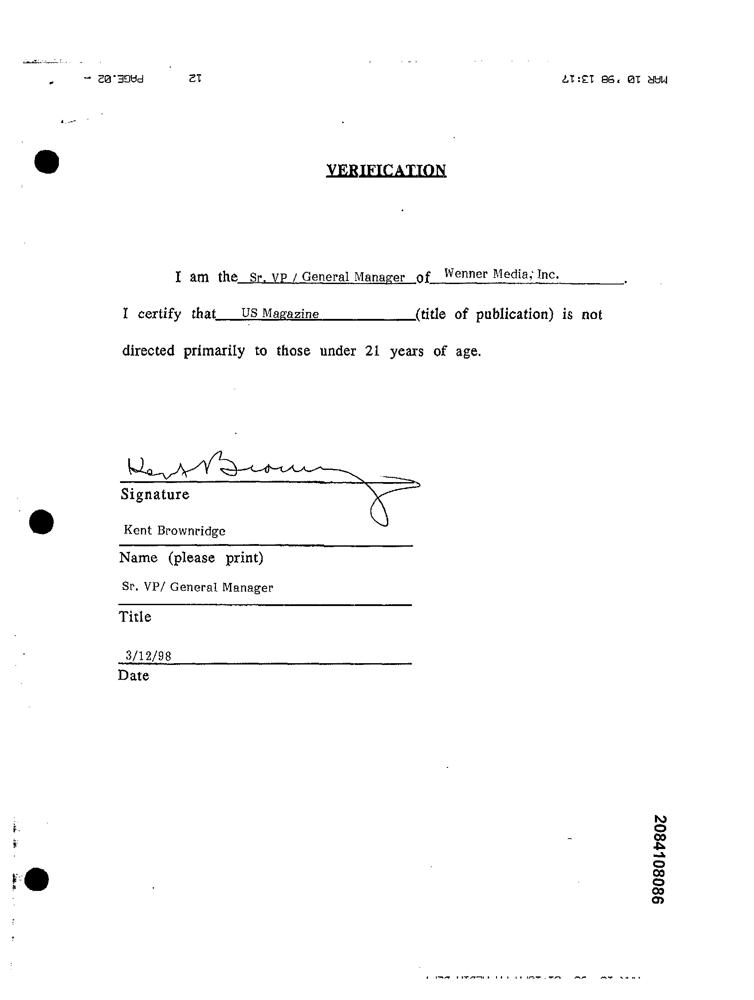 MAR 10 '98 13:17 12 PAGE.02
VERIFICATION
I am the Sr. VP / General Manager of Wenner Media, Inc.
I certify that US Magazine (title of publication) is not
directed primarily to those under 21 years of age.
Signature
Kent Brownridge
Name (please print)
Sr. VP/ General Manager
Title
3/12/98
Date
2084108086